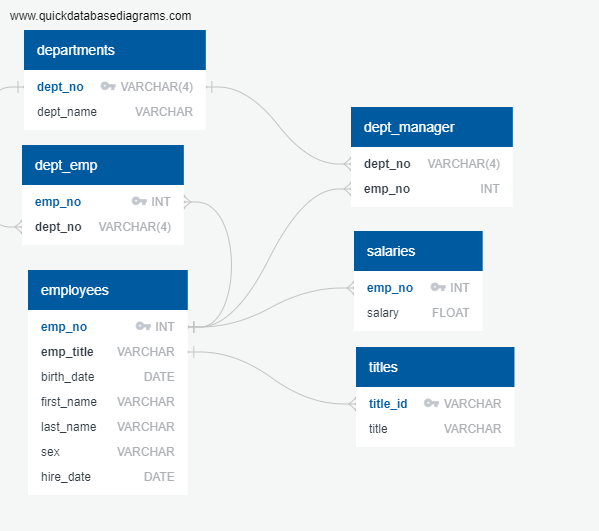 www.quickdatabasediagrams.com
departments
dept_no VARCHAR(4)
dept_name VARCHAR
dept_emp
emp_no INT
dept_no VARCHAR(4)
employees
emp_no INT
emp_title VARCHAR
birth_date DATE
first_name VARCHAR
last_name VARCHAR
sex VARCHAR
hire_date DATE
dept_manager
dept_no VARCHAR(4)
emp_no INT
salaries
emp_no INT
salary FLOAT
titles
title_id VARCHAR
title VARCHAR